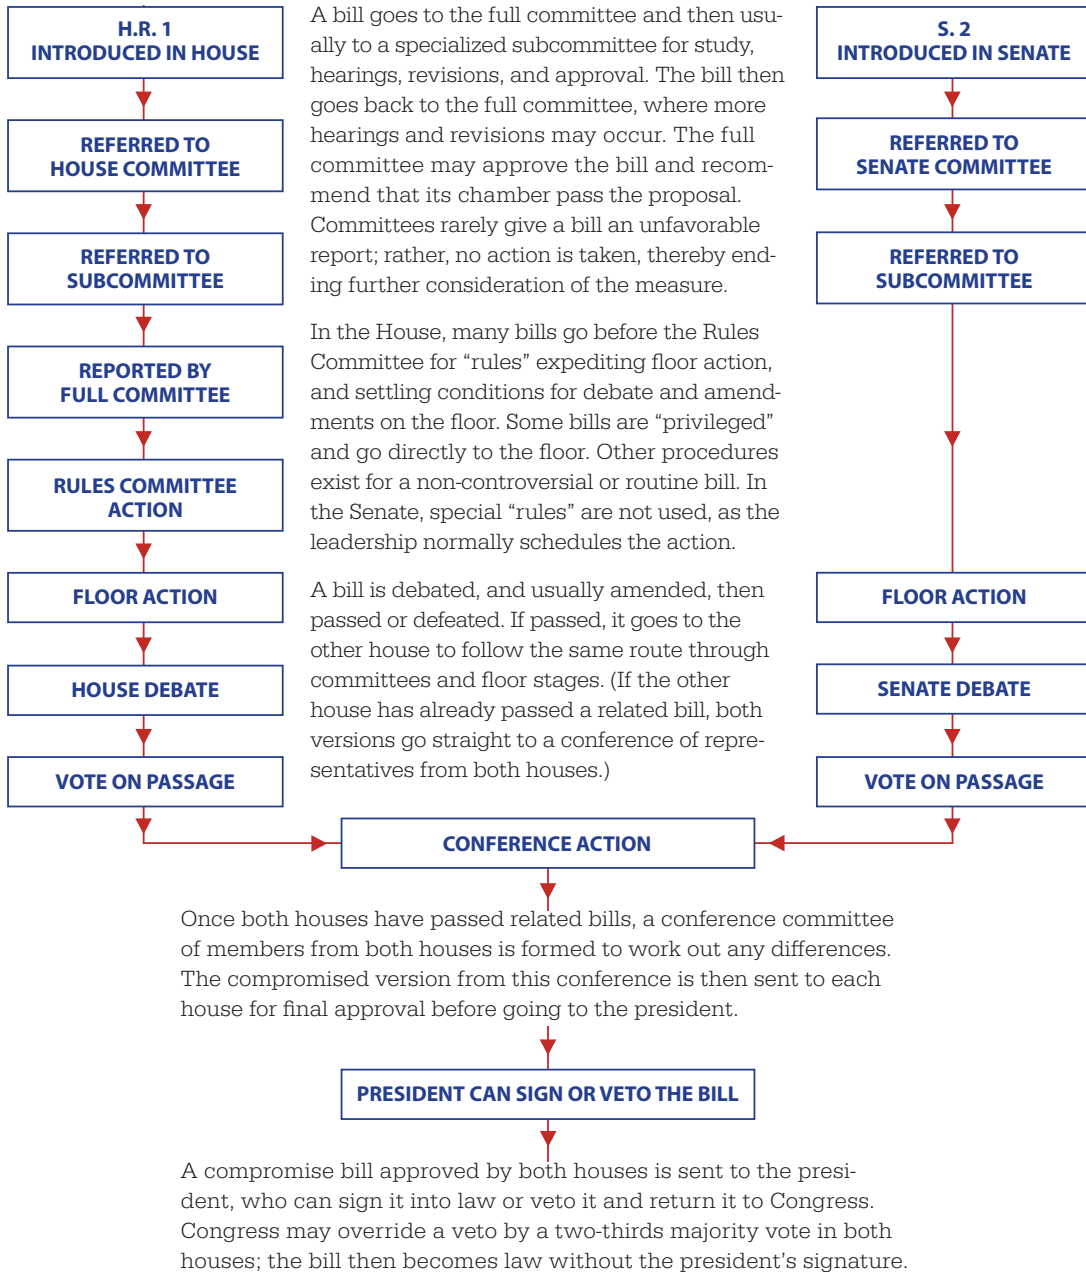 H.R. 1
INTRODUCED IN HOUSE
REFERRED TO
HOUSE COMMITTEE
REFERRED TO
SUBCOMMITTEE
REPORTED BY
FULL COMMITTEE
RULES COMMITTEE
ACTION
FLOOR ACTION
HOUSE DEBATE
VOTE ON PASSAGE
A bill goes to the full committee and then usu-
ally to a specialized subcommittee for study,
hearings, revisions, and approval. The bill then
goes back to the full committee, where more
hearings and revisions may occur. The full
committee may approve the bill and recom-
mend that its chamber pass the proposal.
Committees rarely give a bill an unfavorable
report; rather, no action is taken, thereby end-
ing further consideration of the measure.
In the House, many bills go before the Rules
Committee for “rules” expediting floor action,
and settling conditions for debate and amend-
ments on the floor. Some bills are “privileged”
and go directly to the floor. Other procedures
exist for a non-controversial or routine bill. In
the Senate, special “rules” are not used, as the
leadership normally schedules the action.
A bill is debated, and usually amended, then
passed or defeated. If passed, it goes to the
other house to follow the same route through
committees and floor stages. (If the other
house has already passed a related bill, both
versions go straight to a conference of repre-
sentatives from both houses.)
S. 2
INTRODUCED IN SENATE
REFERRED TO
SENATE COMMITTEE
REFERRED TO
SUBCOMMITTEE
FLOOR ACTION
SENATE DEBATE
VOTE ON PASSAGE
CONFERENCE ACTION
Once both houses have passed related bills, a conference committee
of members from both houses is formed to work out any differences.
The compromised version from this conference is then sent to each
house for final approval before going to the president.
PRESIDENT CAN SIGN OR VETO THE BILL
A compromise bill approved by both houses is sent to the presi-
dent, who can sign it into law or veto it and return it to Congress.
Congress may override a veto by a two-thirds majority vote in both
houses; the bill then becomes law without the president’s signature.